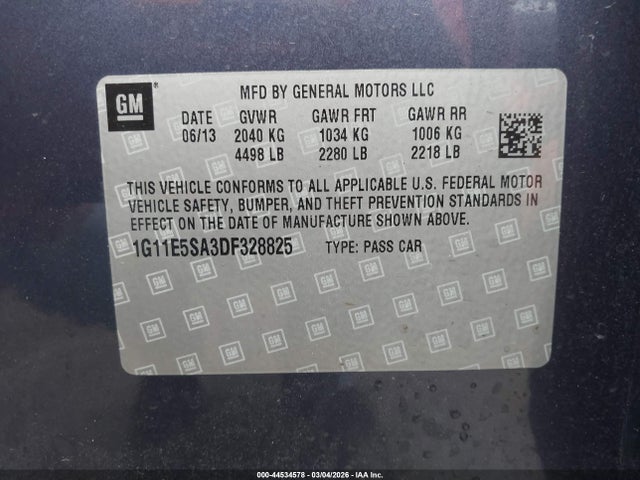 GM
MFD BY GENERAL MOTORS LLC
DATE GVWR GAWR FRT GAWR RR
06/13 2040 KG 1034 KG 1006 KG
4498 LB 2280 LB 2218 LB
THIS VEHICLE CONFORMS TO ALL APPLICABLE U.S. FEDERAL MOTOR
VEHICLE SAFETY, BUMPER, AND THEFT PREVENTION STANDARDS IN
EFFECT ON THE DATE OF MANUFACTURE SHOWN ABOVE.
1G11E5SA3DF328825 TYPE: PASS CAR
000-44534578 - 03/04/2026 - IAA Inc.